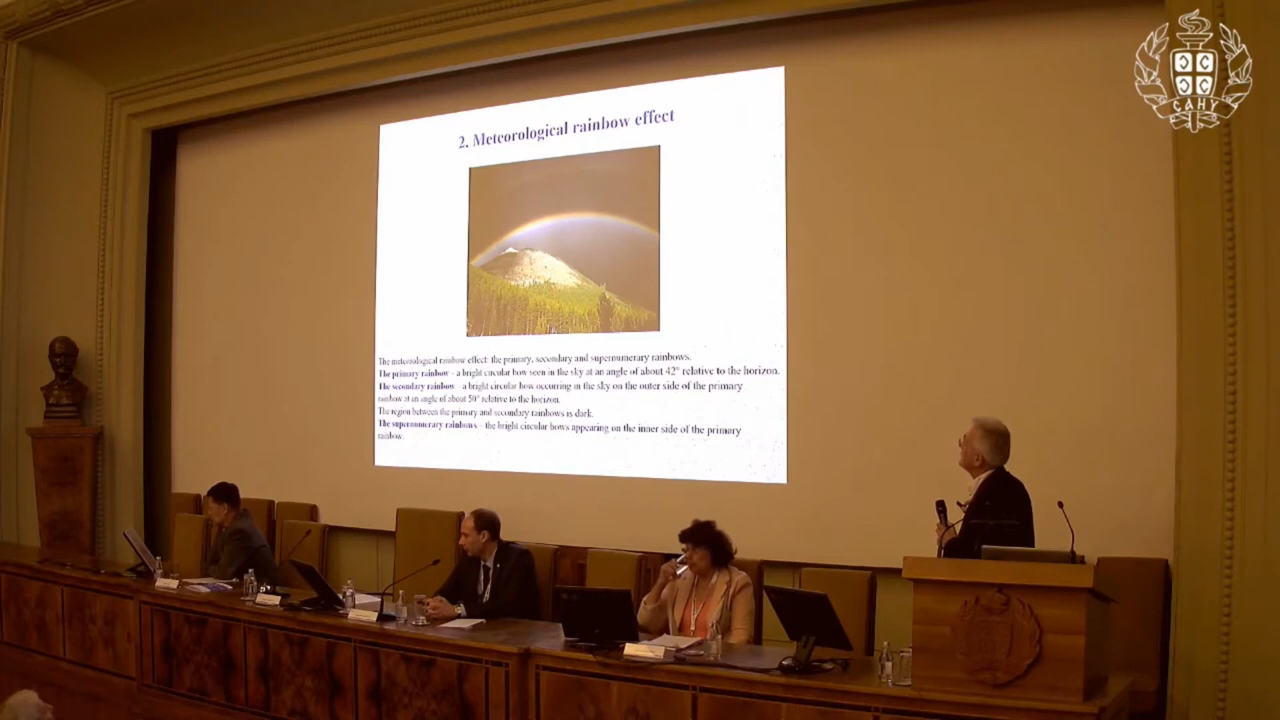 2. Meteorological rainbow effect
The meteorological rainbow effect: the primary, secondary and supernumerary rainbows.
The primary rainbow – a bright circular bow seen in the sky at an angle of about 42° relative to the horizon.
The secondary rainbow – a bright circular bow occurring in the sky on the outer side of the primary
rainbow at an angle of about 50° relative to the horizon.
The region between the primary and secondary rainbows is dark.
The supernumerary rainbows – the bright circular bows appearing on the inner side of the primary
rainbow.
САНУ